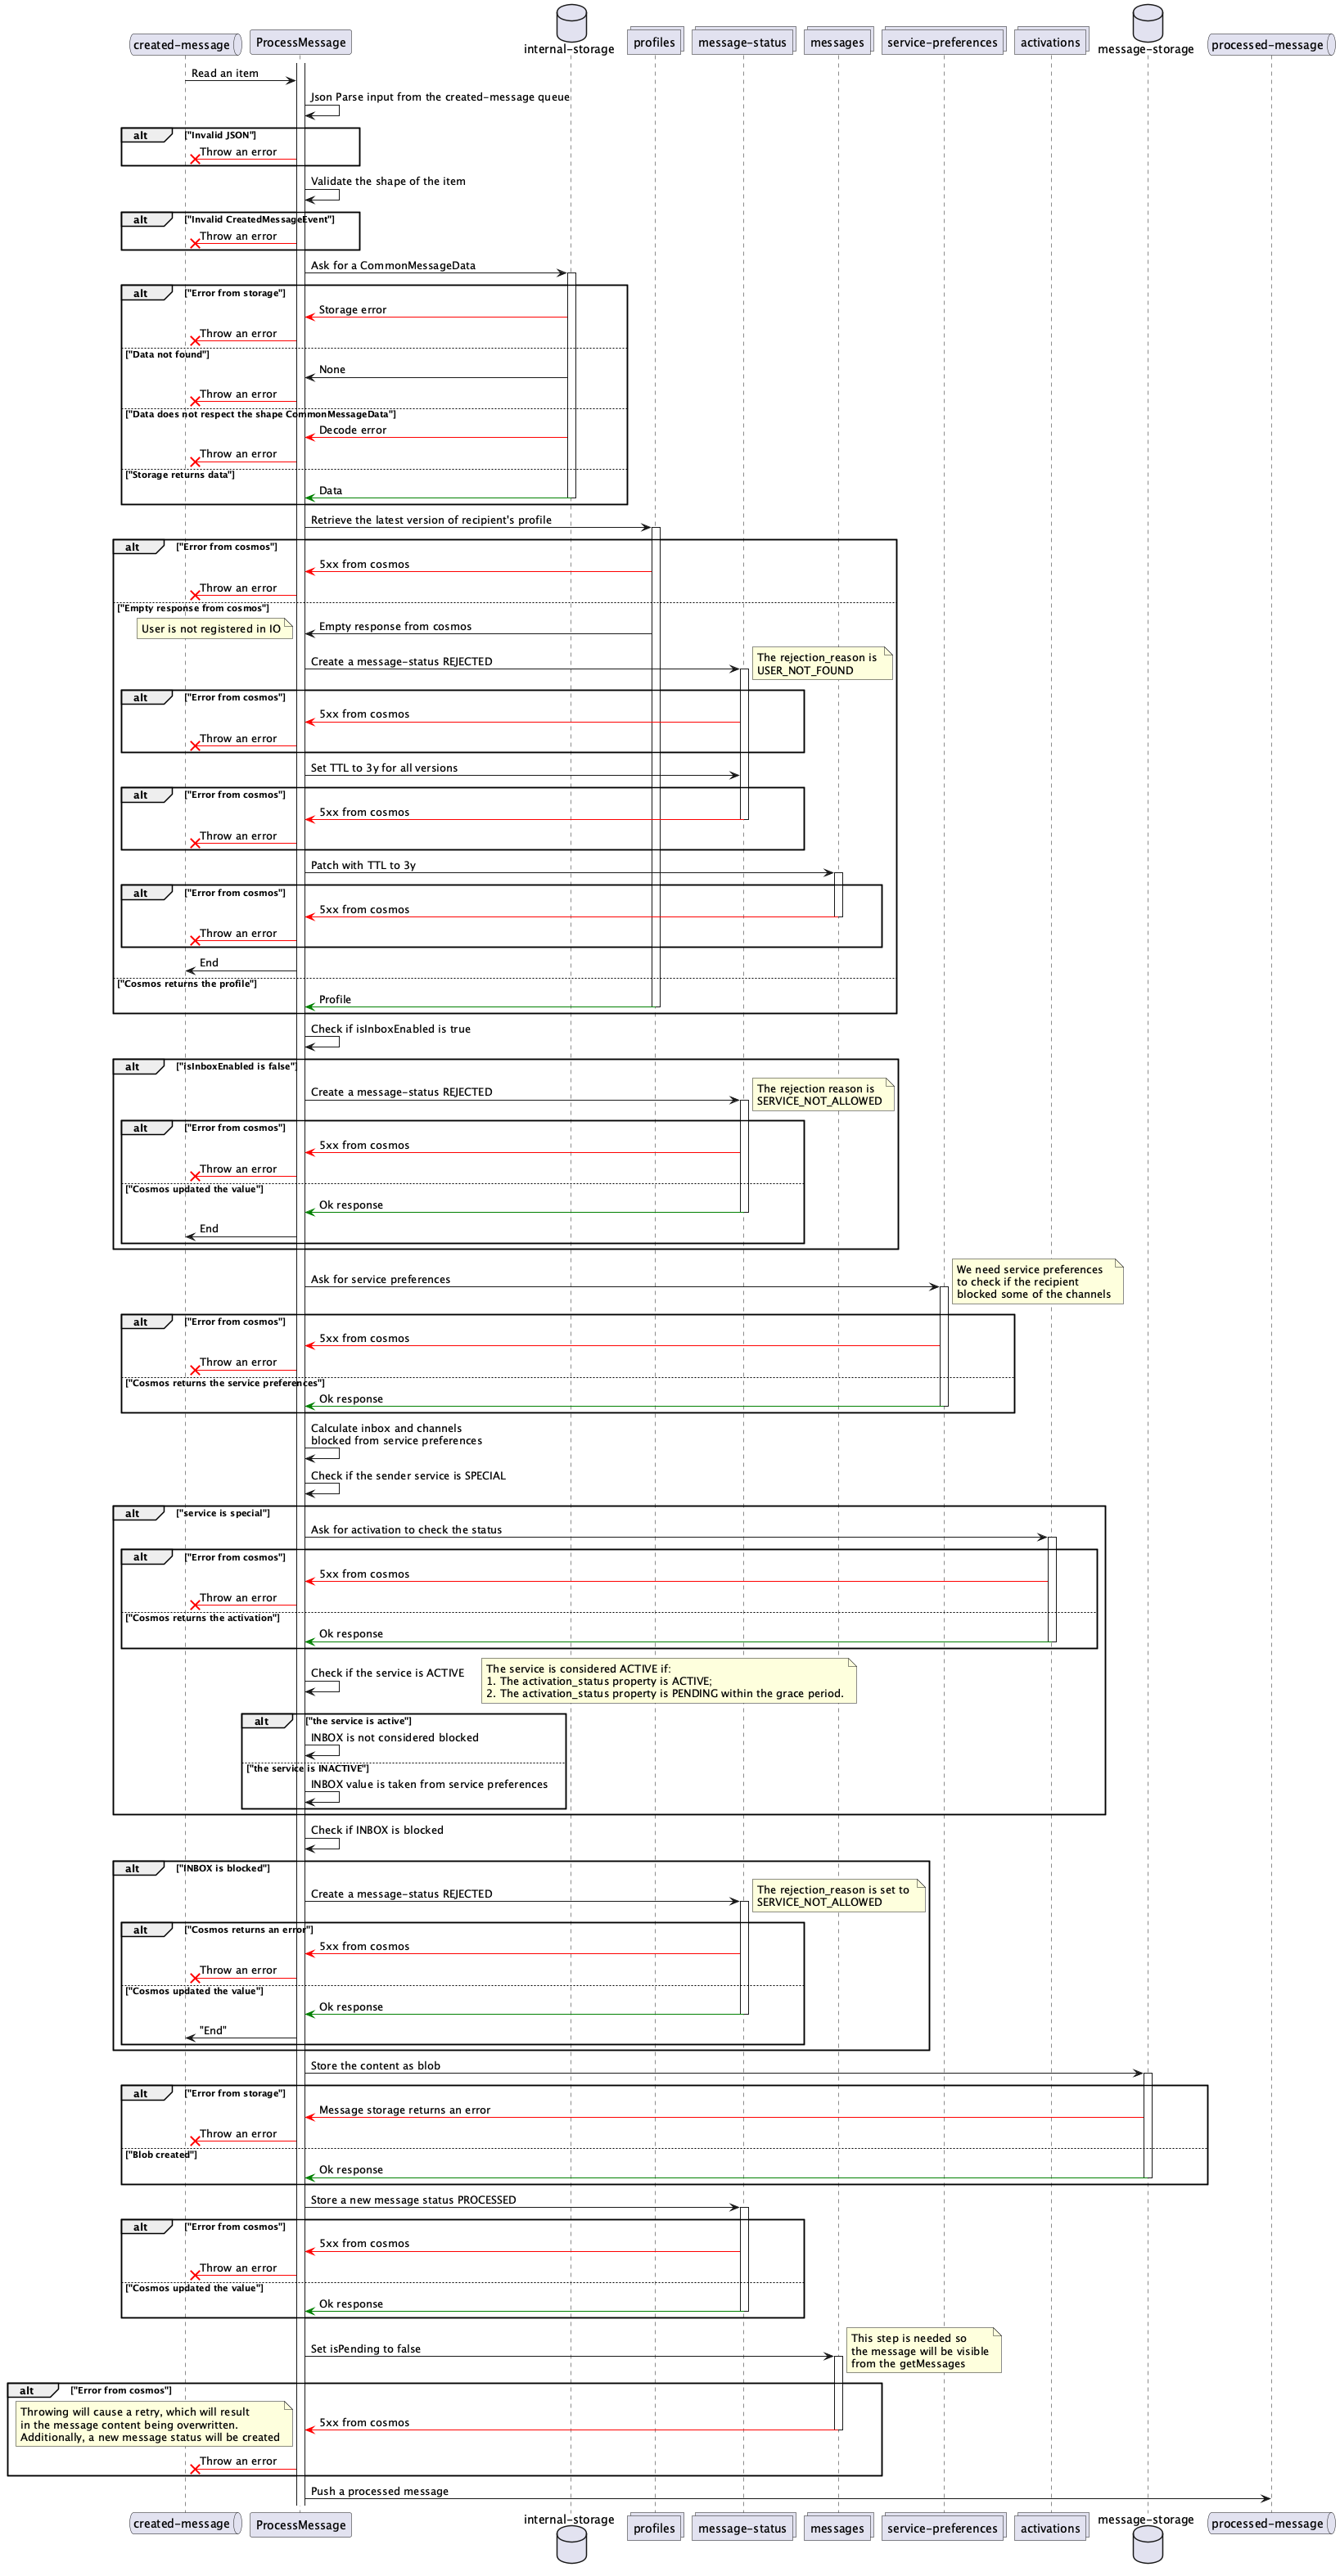 created-message
ProcessMessage
internal-storage
profiles
message-status
messages
service-preferences
activations
message-storage
processed-message
Read an item
Json Parse input from the created-message queue
alt ["Invalid JSON"]
Throw an error
Validate the shape of the item
alt ["Invalid CreatedMessageEvent"]
Throw an error
Ask for a CommonMessageData
alt ["Error from storage"]
Storage error
Throw an error
["Data not found"]
None
Throw an error
["Data does not respect the shape CommonMessageData"]
Decode error
Throw an error
["Storage returns data"]
Data
Retrieve the latest version of recipient's profile
alt ["Error from cosmos"]
5xx from cosmos
Throw an error
["Empty response from cosmos"]
User is not registered in IO
Empty response from cosmos
Create a message-status REJECTED
The rejection_reason is
USER_NOT_FOUND
alt ["Error from cosmos"]
5xx from cosmos
Throw an error
Set TTL to 3y for all versions
alt ["Error from cosmos"]
5xx from cosmos
Throw an error
Patch with TTL to 3y
alt ["Error from cosmos"]
5xx from cosmos
Throw an error
End
["Cosmos returns the profile"]
Profile
Check if isInboxEnabled is true
alt ["isInboxEnabled is false"]
Create a message-status REJECTED
The rejection reason is
SERVICE_NOT_ALLOWED
alt ["Error from cosmos"]
5xx from cosmos
Throw an error
["Cosmos updated the value"]
Ok response
End
Ask for service preferences
We need service preferences
to check if the recipient
blocked some of the channels
alt ["Error from cosmos"]
5xx from cosmos
Throw an error
["Cosmos returns the service preferences"]
Ok response
Calculate inbox and channels
blocked from service preferences
Check if the sender service is SPECIAL
alt ["service is special"]
Ask for activation to check the status
alt ["Error from cosmos"]
5xx from cosmos
Throw an error
["Cosmos returns the activation"]
Ok response
Check if the service is ACTIVE
The service is considered ACTIVE if:
1. The activation_status property is ACTIVE;
2. The activation_status property is PENDING within the grace period.
alt ["the service is active"]
INBOX is not considered blocked
["the service is INACTIVE"]
INBOX value is taken from service preferences
Check if INBOX is blocked
alt ["INBOX is blocked"]
Create a message-status REJECTED
The rejection_reason is set to
SERVICE_NOT_ALLOWED
alt ["Cosmos returns an error"]
5xx from cosmos
Throw an error
["Cosmos updated the value"]
Ok response
"End"
Store the content as blob
alt ["Error from storage"]
Message storage returns an error
Throw an error
["Blob created"]
Ok response
Store a new message status PROCESSED
alt ["Error from cosmos"]
5xx from cosmos
Throw an error
["Cosmos updated the value"]
Ok response
Set isPending to false
This step is needed so
the message will be visible
from the getMessages
alt ["Error from cosmos"]
Throwing will cause a retry, which will result
in the message content being overwritten.
Additionally, a new message status will be created
5xx from cosmos
Throw an error
Push a processed message
created-message
ProcessMessage
internal-storage
profiles
message-status
messages
service-preferences
activations
message-storage
processed-message